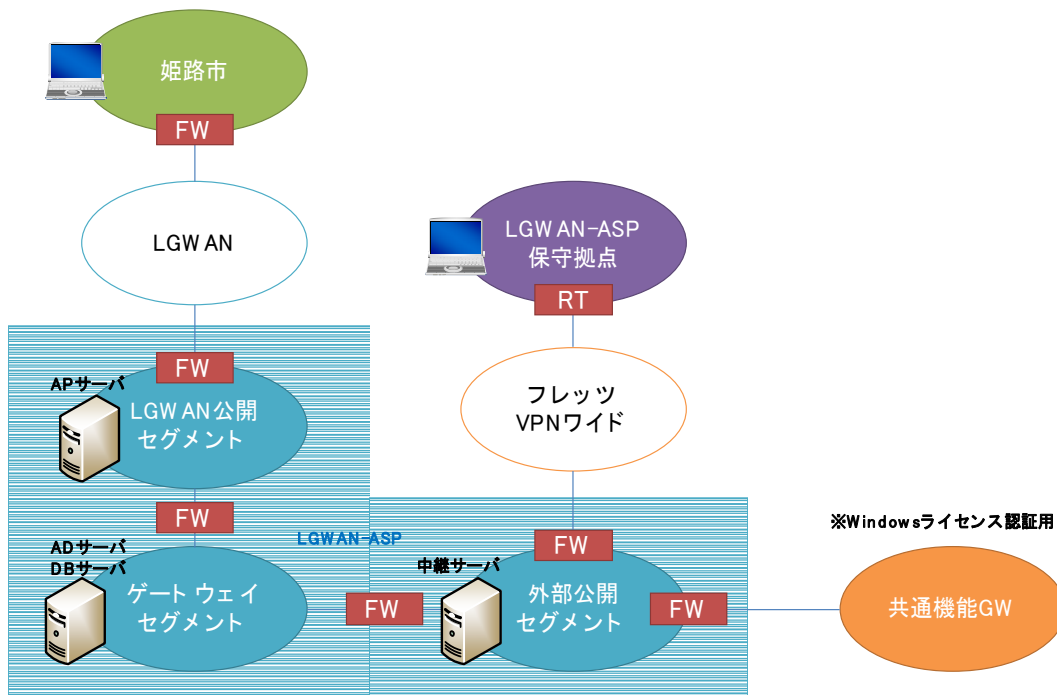 姫路市
FW
LGWAN
LGWAN-ASP
保守拠点
RT
FW
APサーバ
LGWAN公開
セグメント
フレッツ
VPNワイド
FW
LGWAN-ASP
※Windowsライセンス認証用
ADサーバ
DBサーバ
ゲートウェイ
セグメント
FW
FW
中継サーバ
外部公開
セグメント
FW
共通機能GW